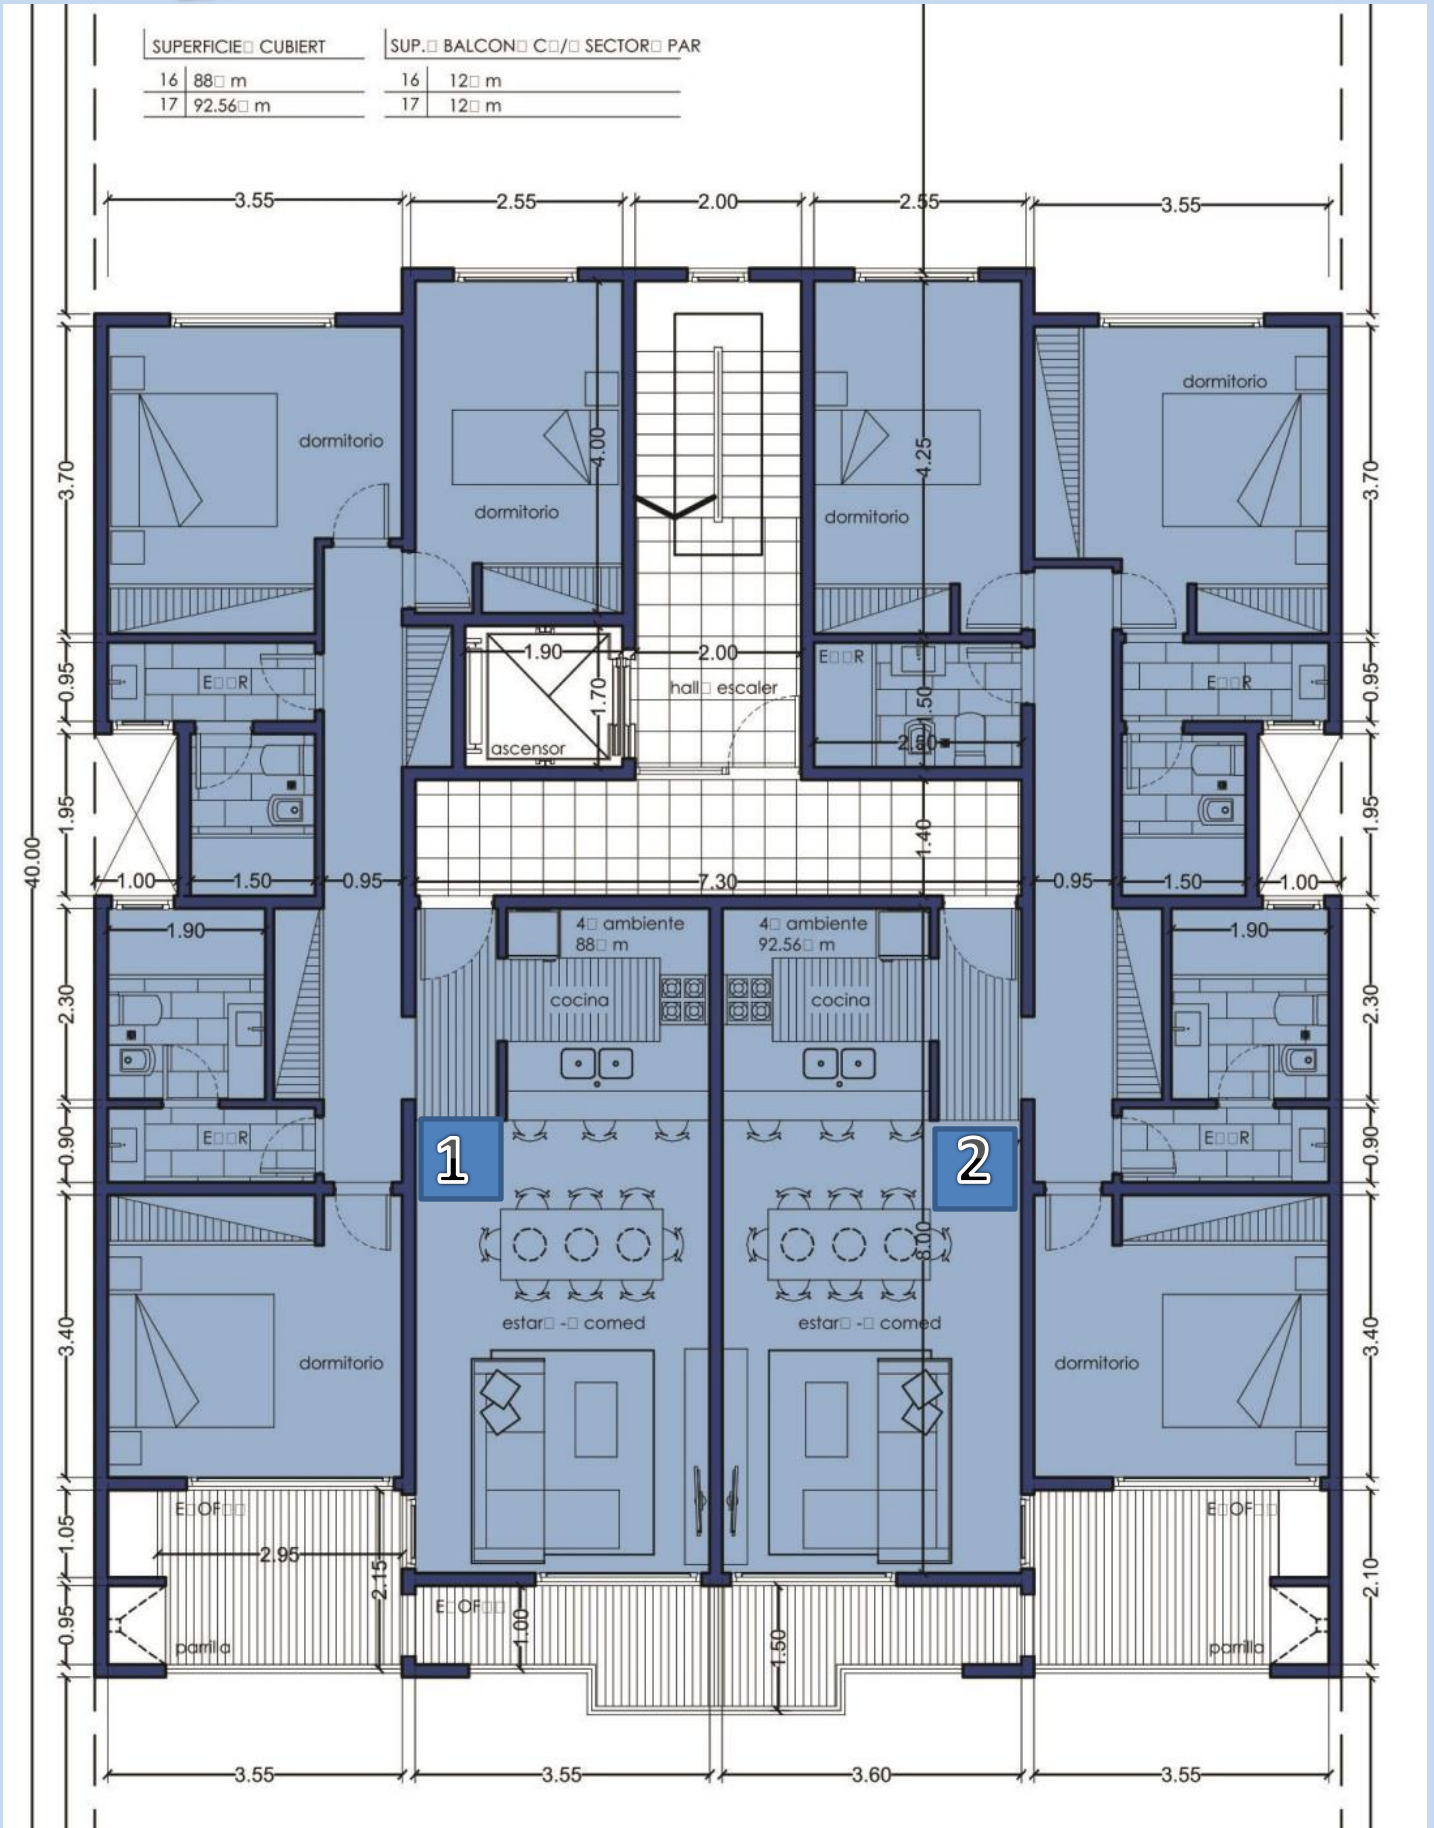 SUPERFICIE□ CUBIERT
16 88□ m
17 92.56□ m
SUP.□ BALCON□ C□/□ SECTOR□ PAR
16 12□ m
17 12□ m
3.55
2.55
2.00
2.55
3.55
dormitorio
4.00
dormitorio
4.25
dormitorio
dormitorio
3.70
3.70
0.95
E□□R
1.90
1.70
ascensor
2.00
hall□ escaler
E□□R
1.50
E□□R
0.95
1.95
1.40
1.95
40.00
1.00
1.50
0.95
7.30
0.95
1.50
1.00
1.90
4□ ambiente
88□ m
4□ ambiente
92.56□ m
1.90
2.30
cocina
cocina
2.30
0.90
E□□R
1
2
E□□R
0.90
8.00
estar□ -□ comed
estar□ -□ comed
3.40
dormitorio
dormitorio
3.40
E□OF□□
E□OF□□
1.05
2.95
2.15
2.10
E□OF□□
0.95
1.00
1.50
parrilla
parrilla
3.55
3.55
3.60
3.55